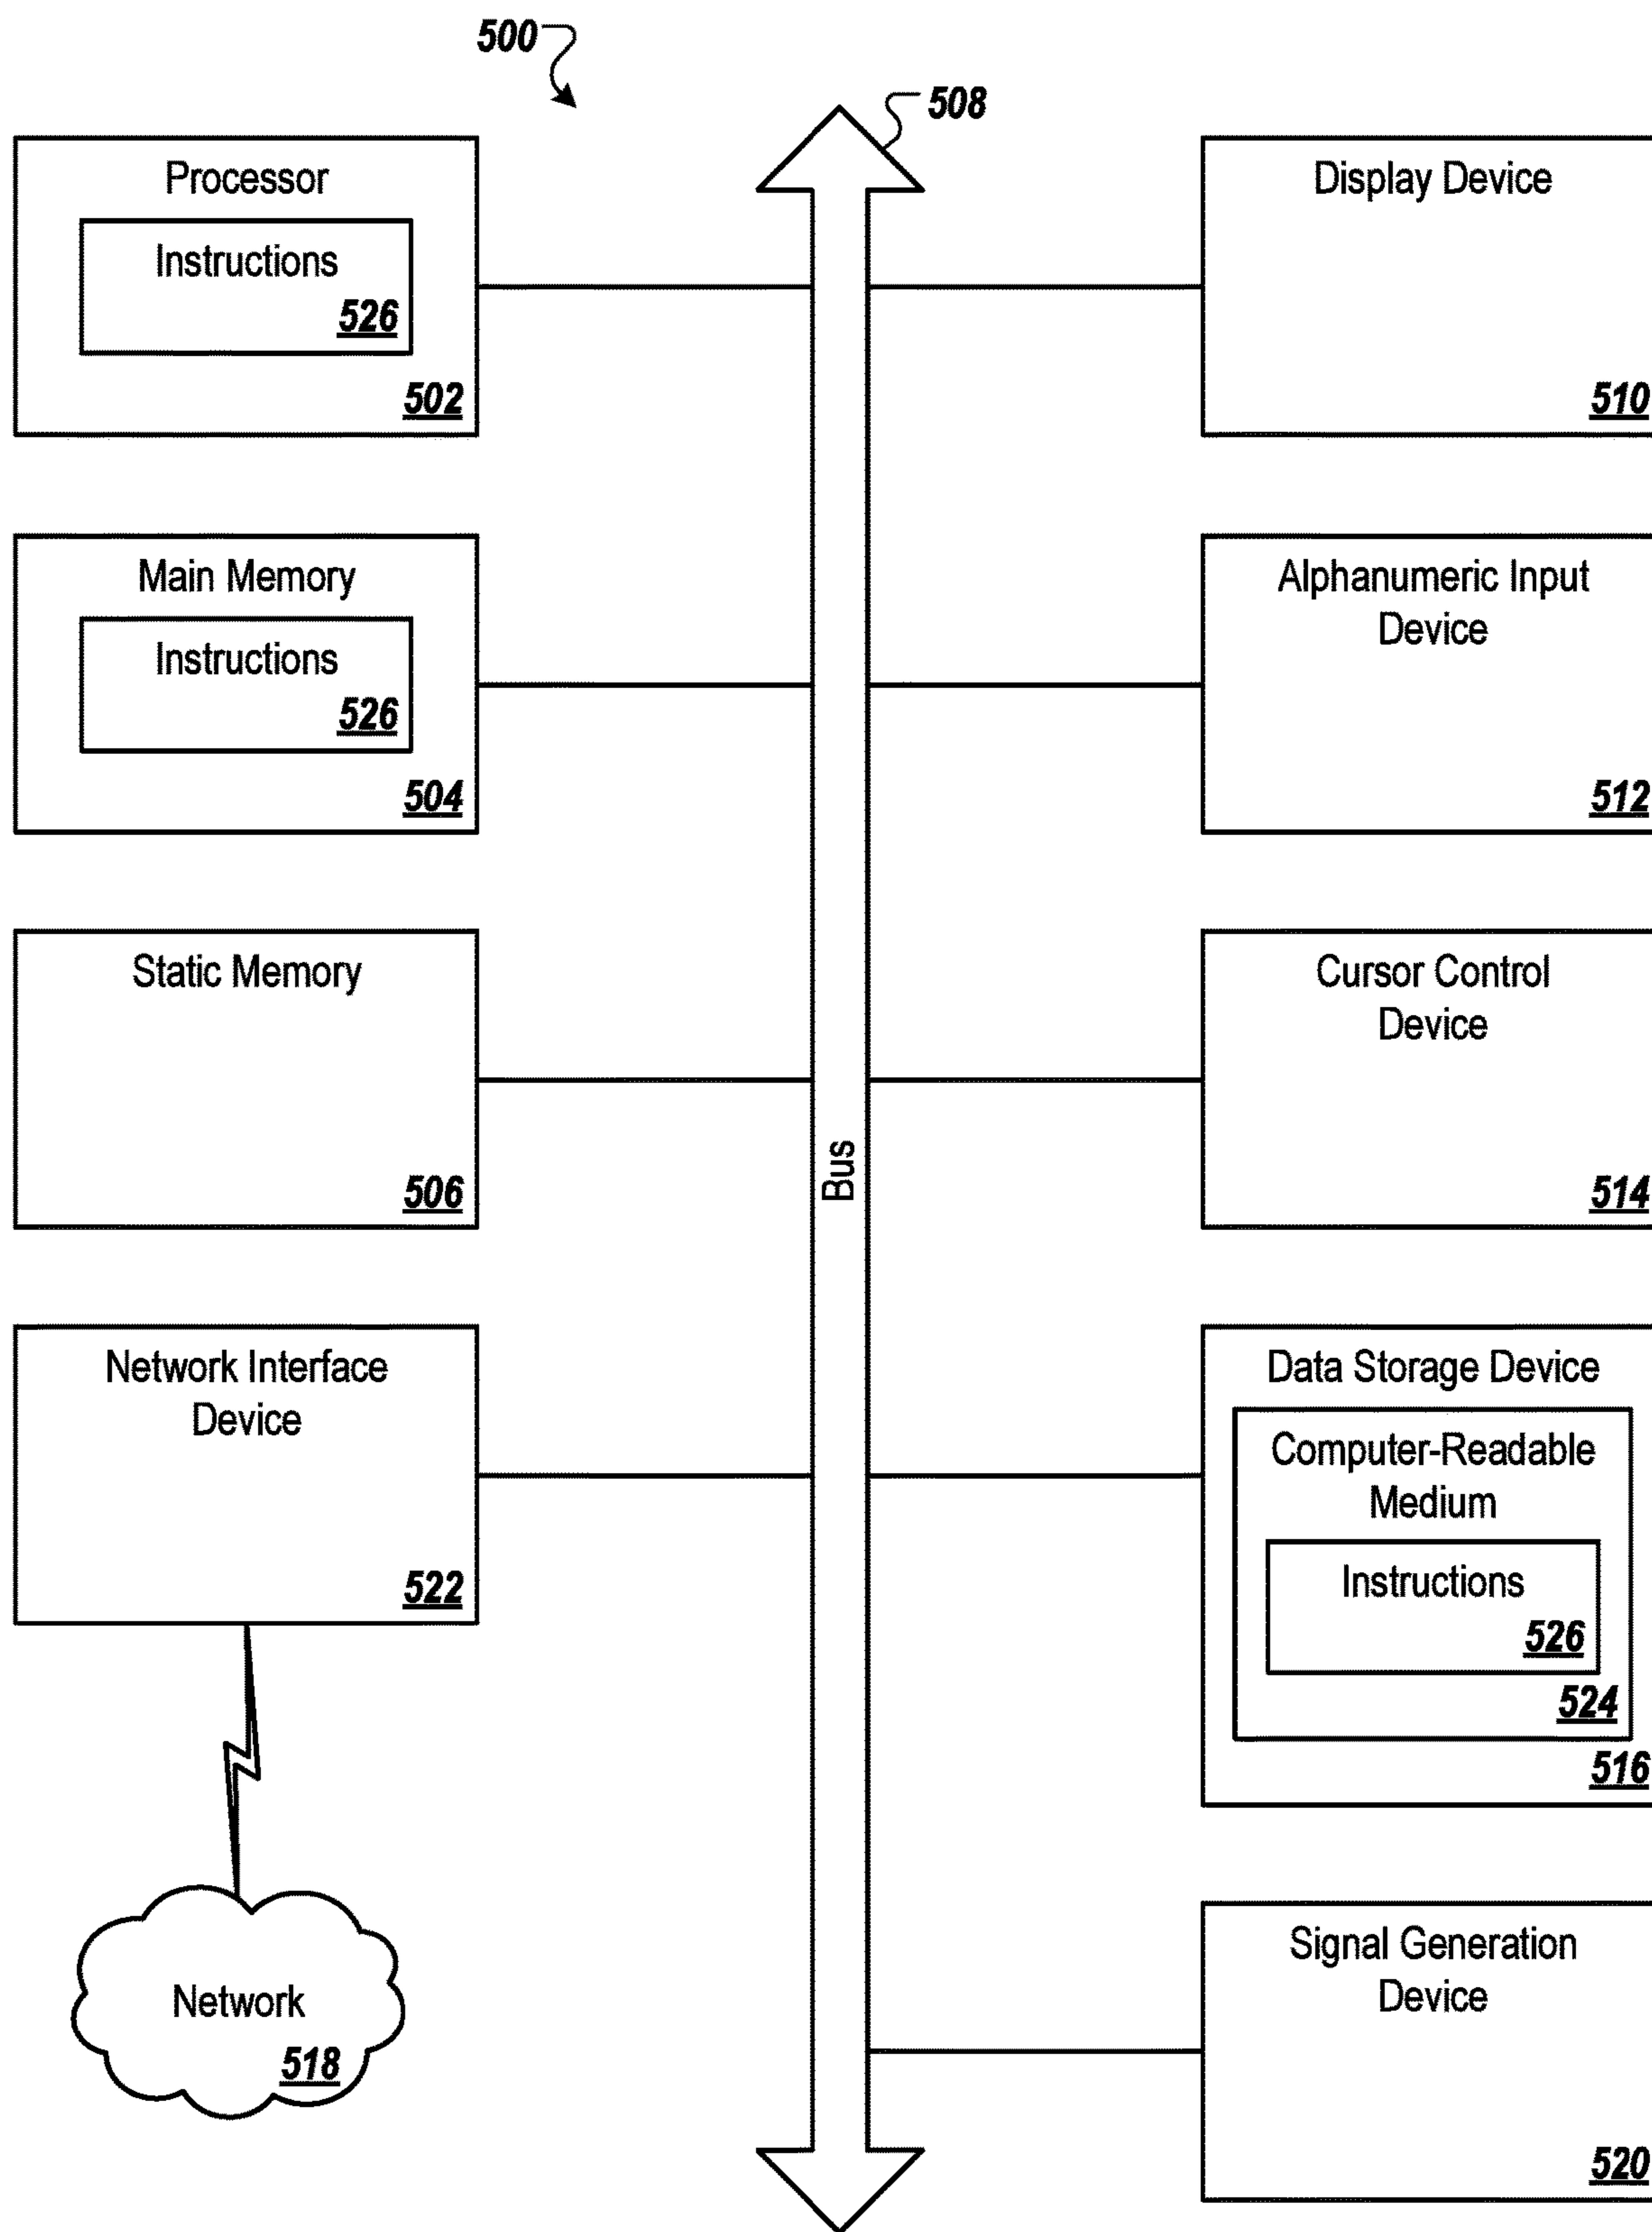 500
508
Processor
Instructions
526
502
Display Device
510
Main Memory
Instructions
526
504
Alphanumeric Input
Device
512
Static Memory
506
Cursor Control
Device
514
Bus
Network Interface
Device
522
Data Storage Device
Computer-Readable
Medium
Instructions
526
524
516
Network
518
Signal Generation
Device
520